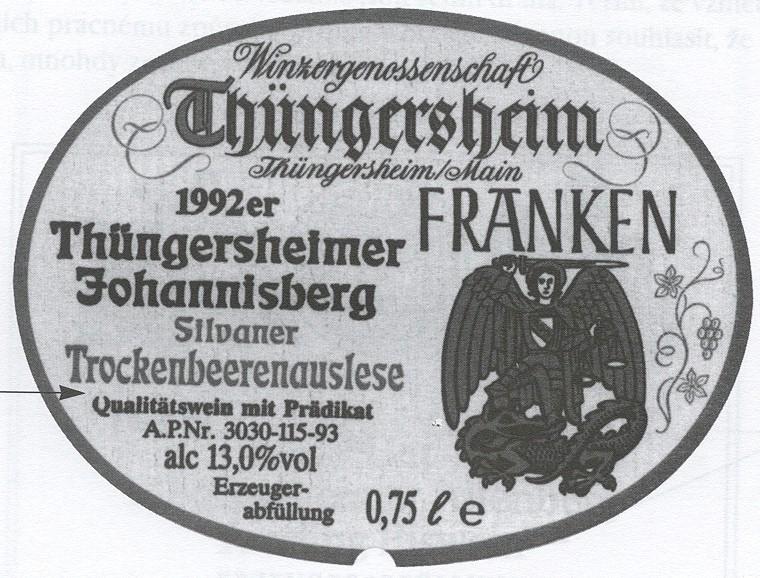 Winzergenossenschaft
Thüngersheim
Thüngersheim/Main
FRANKEN
1992er
Thüngersheimer
Johannisberg
Silvaner
Trockenbeerenauslese
Qualitätswein mit Prädikat
A.P.Nr. 3030-115-93
alc 13,0%vol
Erzeuger-
abfüllung
0,75 ℓ e